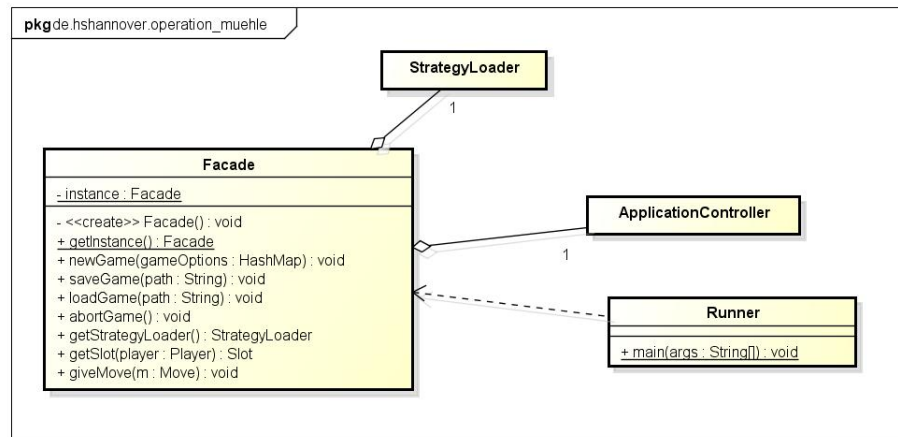 pkg de.hshannover.operation_muehle
StrategyLoader
1
Facade
- instance : Facade
- <<create>> Facade() : void
+ getInstance() : Facade
+ newGame(gameOptions : HashMap) : void
+ saveGame(path : String) : void
+ loadGame(path : String) : void
+ abortGame() : void
+ getStrategyLoader() : StrategyLoader
+ getSlot(player : Player) : Slot
+ giveMove(m : Move) : void
ApplicationController
1
Runner
+ main(args : String[]) : void